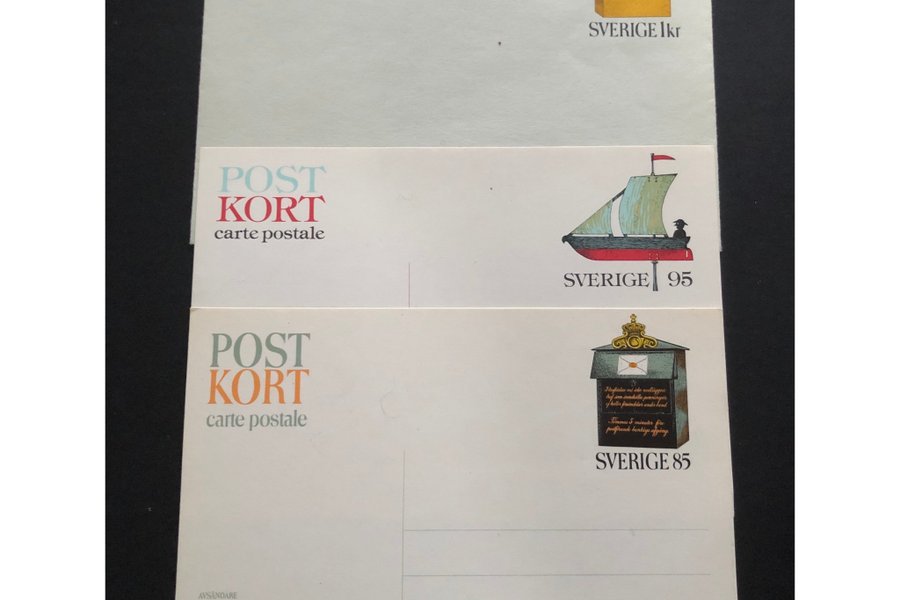 SVERIGE 1kr
POST
KORT
carte postale
SVERIGE 95
POST
KORT
carte postale
SVERIGE 85
AVSÄNDARE